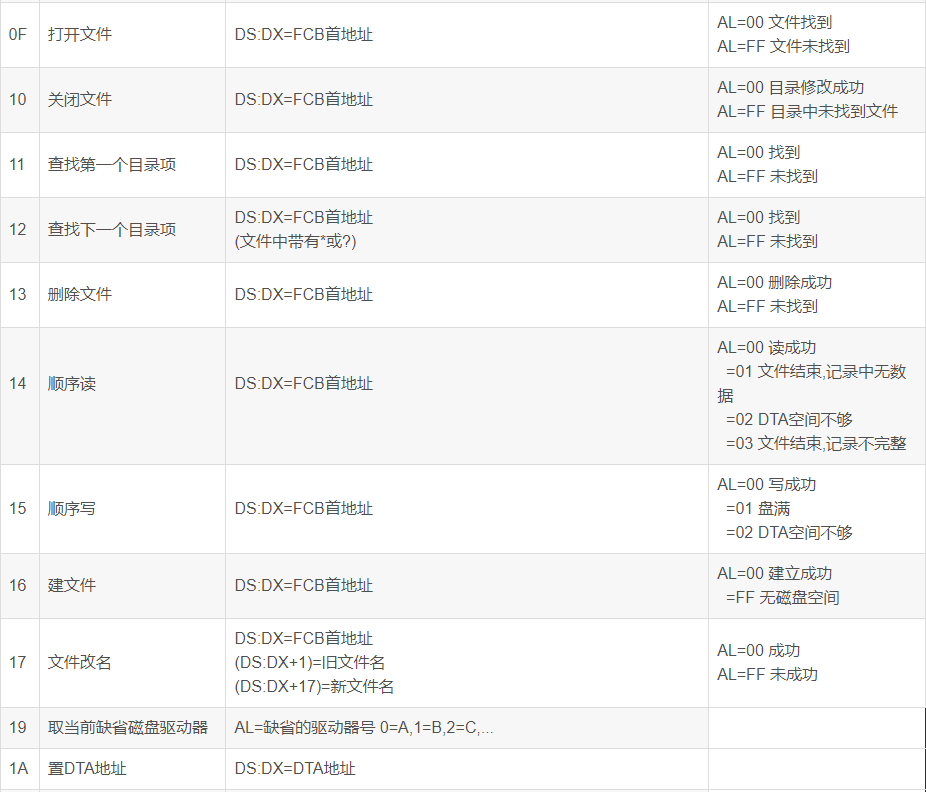 0F 打开文件 DS:DX=FCB首地址 AL=00 文件找到
AL=FF 文件未找到
10 关闭文件 DS:DX=FCB首地址 AL=00 目录修改成功
AL=FF 目录中未找到文件
11 查找第一个目录项 DS:DX=FCB首地址 AL=00 找到
AL=FF 未找到
12 查找下一个目录项 DS:DX=FCB首地址
(文件中带有*或?)
AL=00 找到
AL=FF 未找到
13 删除文件 DS:DX=FCB首地址 AL=00 删除成功
AL=FF 未找到
14 顺序读 DS:DX=FCB首地址 AL=00 读成功
=01 文件结束,记录中无数
据
=02 DTA空间不够
=03 文件结束,记录不完整
15 顺序写 DS:DX=FCB首地址 AL=00 写成功
=01 盘满
=02 DTA空间不够
16 建文件 DS:DX=FCB首地址 AL=00 建立成功
=FF 无磁盘空间
17 文件改名 DS:DX=FCB首地址
(DS:DX+1)=旧文件名
(DS:DX+17)=新文件名
AL=00 成功
AL=FF 未成功
19 取当前缺省磁盘驱动器 AL=缺省的驱动器号 0=A,1=B,2=C,...
1A 置DTA地址 DS:DX=DTA地址